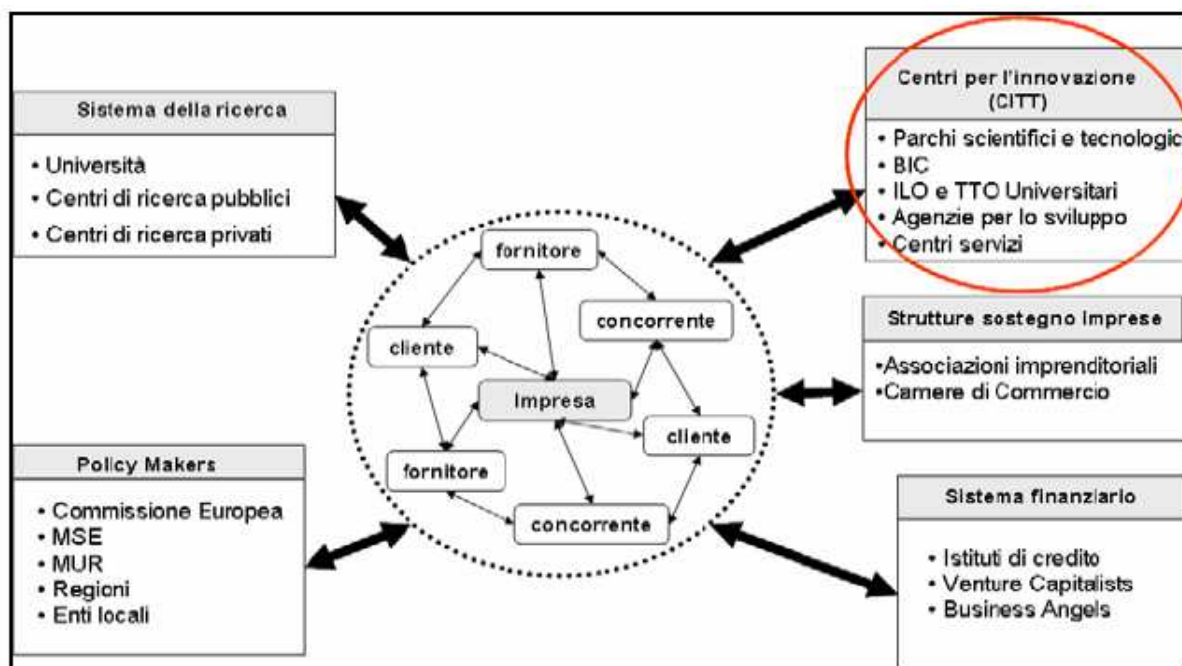 Sistema della ricerca
• Università
• Centri di ricerca pubblici
• Centri di ricerca privati
Centri per l'innovazione
(CITT)
• Parchi scientifici e tecnologic
• BIC
• ILO e TTO Universitari
• Agenzie per lo sviluppo
• Centri servizi
fornitore
concorrente
cliente
Impresa
cliente
fornitore
concorrente
Strutture sostegno imprese
•Associazioni imprenditoriali
•Camere di Commercio
Policy Makers
• Commissione Europea
• MSE
• MUR
• Regioni
• Enti locali
Sistema finanziario
• Istituti di credito
• Venture Capitalists
• Business Angels